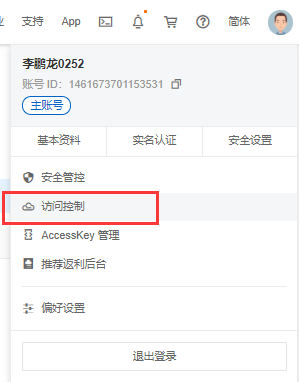 支持 App 简体
李鹏龙0252
账号 ID： 1461673701153531
主账号
基本资料 实名认证 安全设置
安全管控
访问控制
AccessKey 管理
推荐返利后台
偏好设置
退出登录